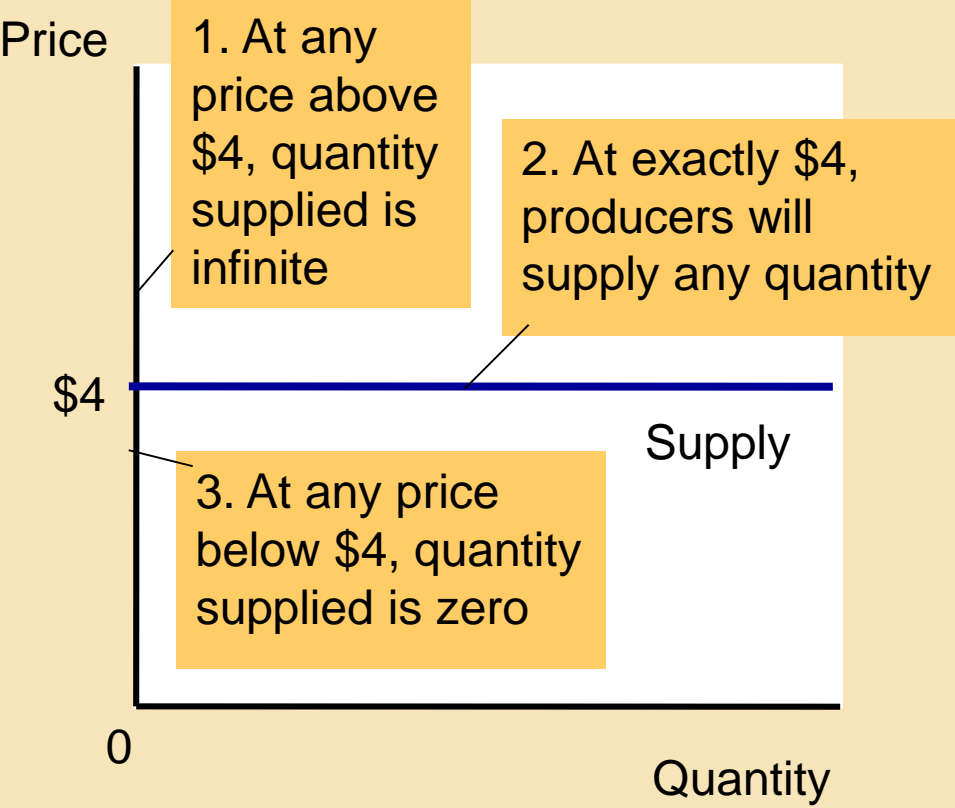 Price
1. At any
price above
$4, quantity
supplied is
infinite
2. At exactly $4,
producers will
supply any quantity
$4
Supply
3. At any price
below $4, quantity
supplied is zero
0
Quantity